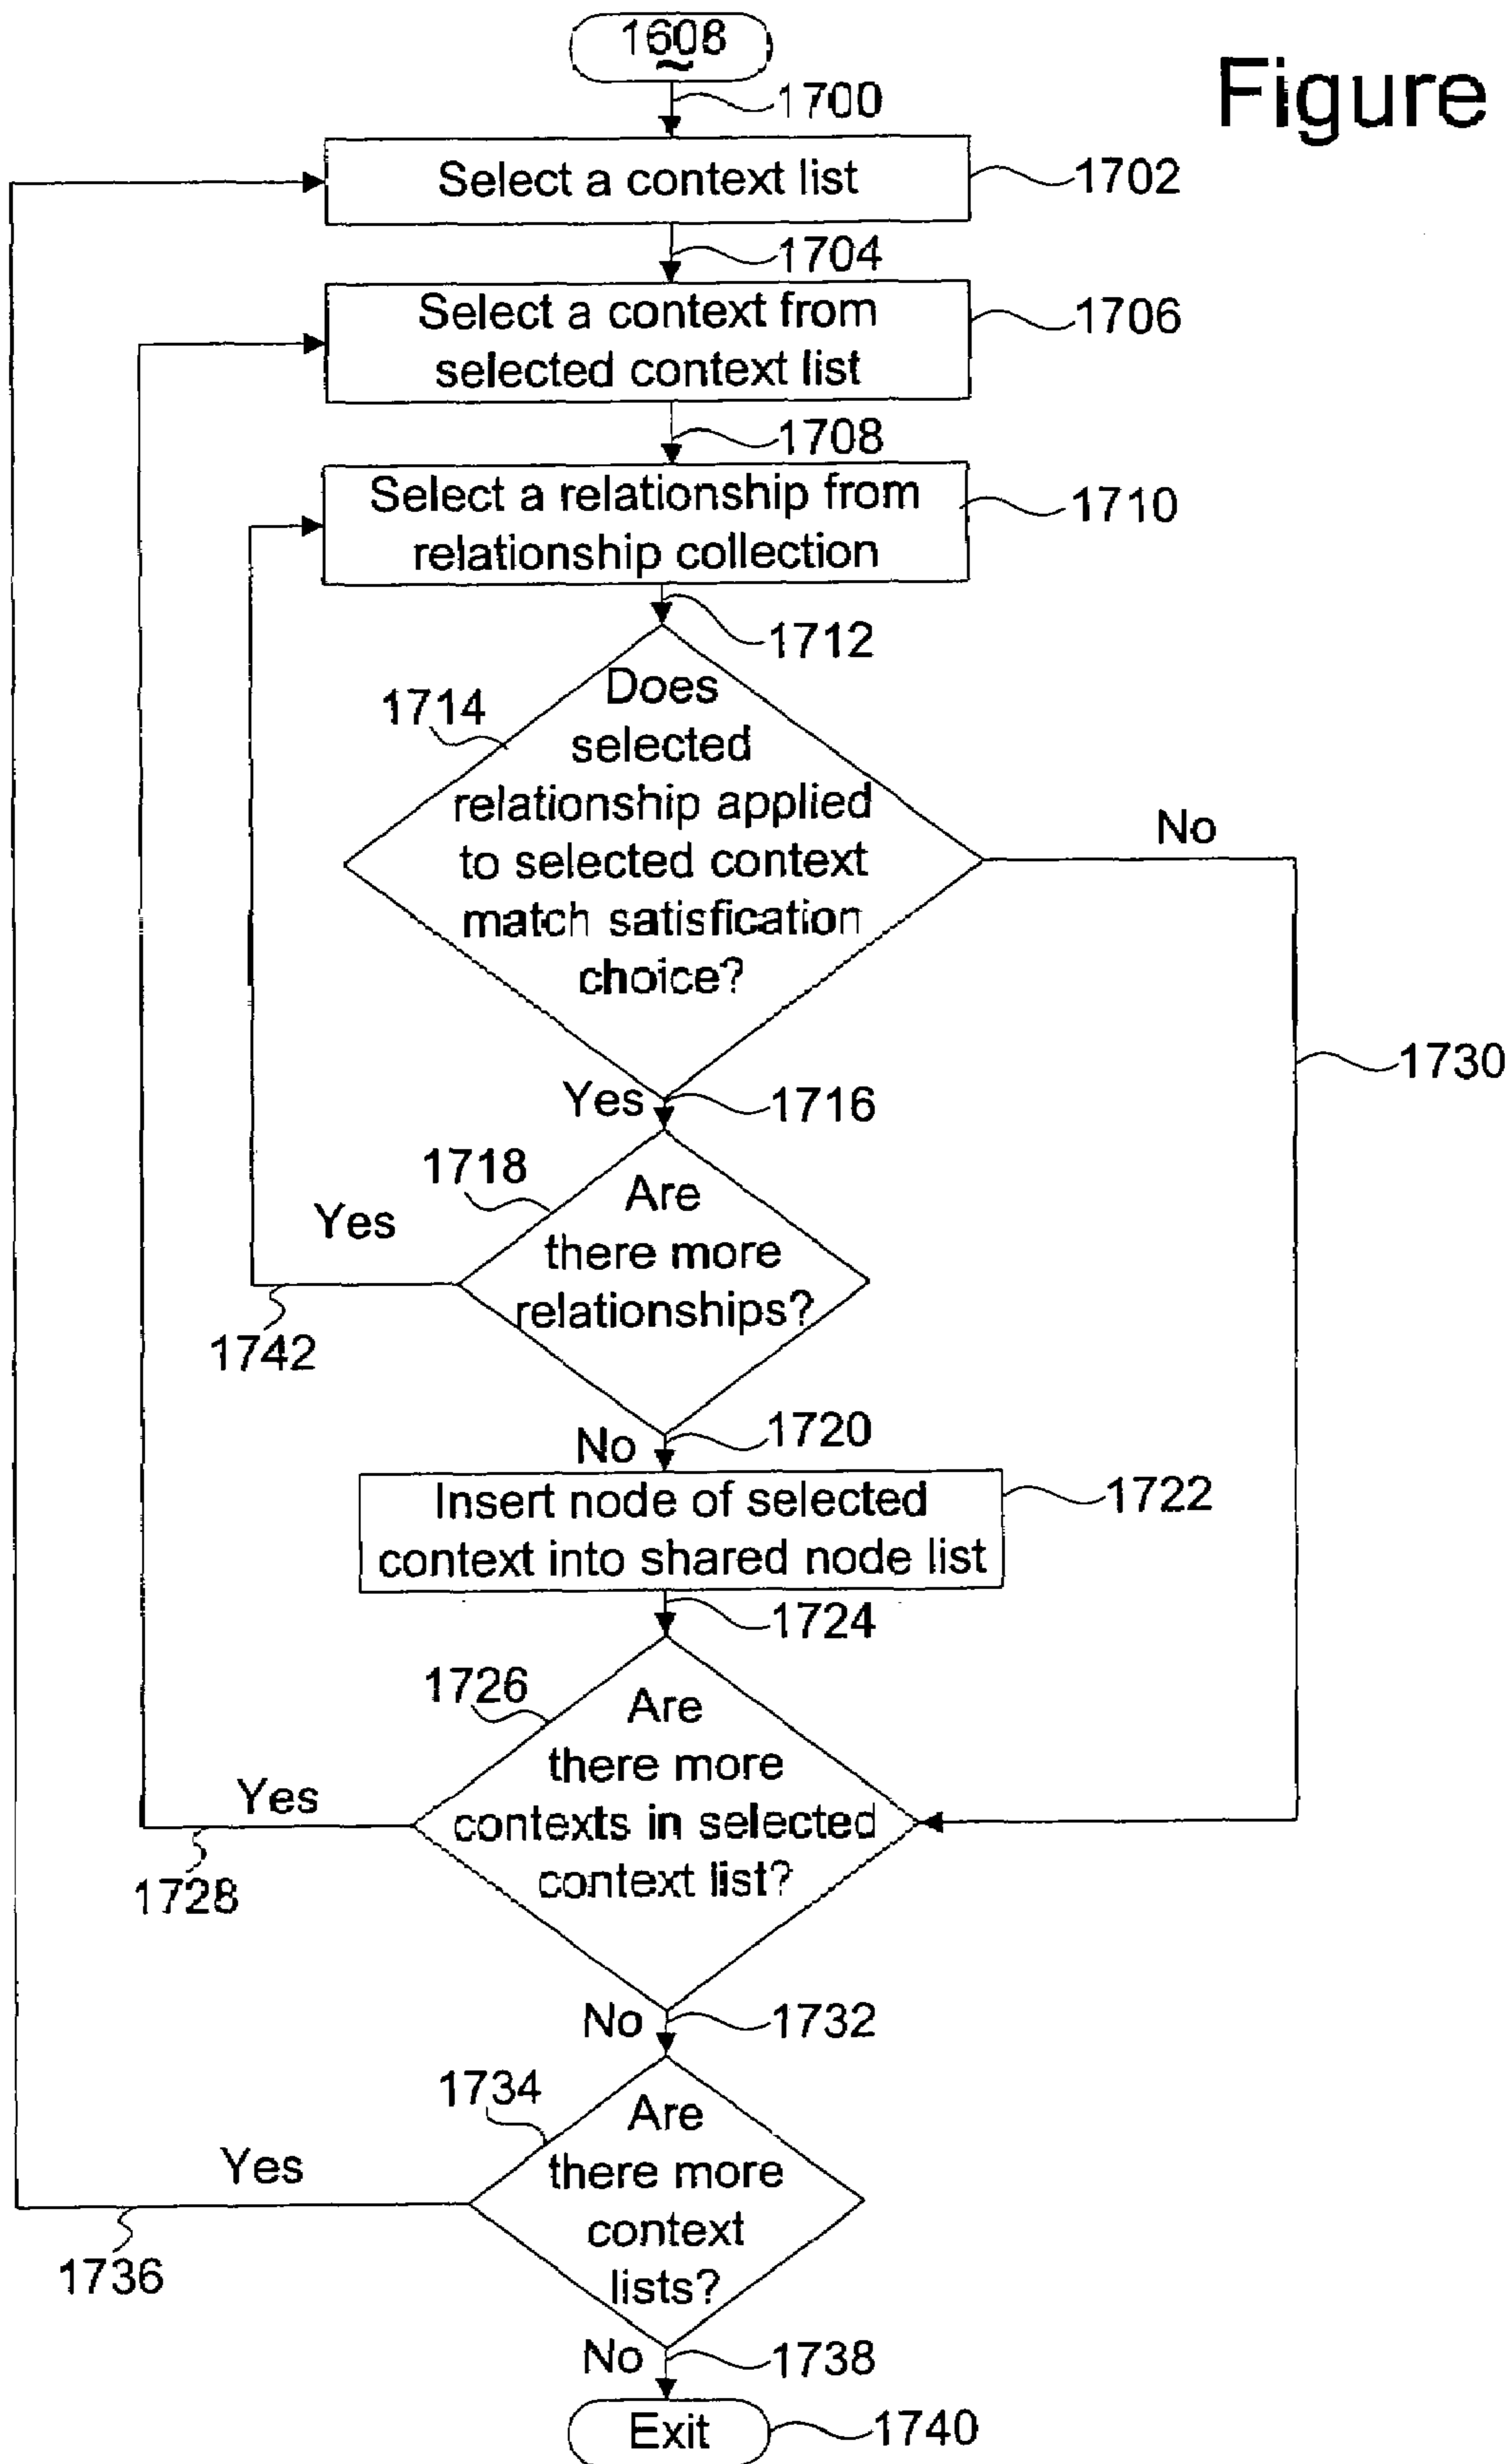 1608
Figure
1700
Select a context list
1702
1704
Select a context from
selected context list
1706
1708
Select a relationship from
relationship collection
1710
1712
1714
Does
selected
relationship applied
to selected context
match satisfication
choice?
No
1730
Yes
1716
1718
Are
there more
relationships?
Yes
1742
No
1720
Insert node of selected
context into shared node list
1722
1724
1726
Are
there more
contexts in selected
context list?
Yes
1728
No
1732
1734
Are
there more
context
lists?
Yes
1736
No
1738
Exit
1740